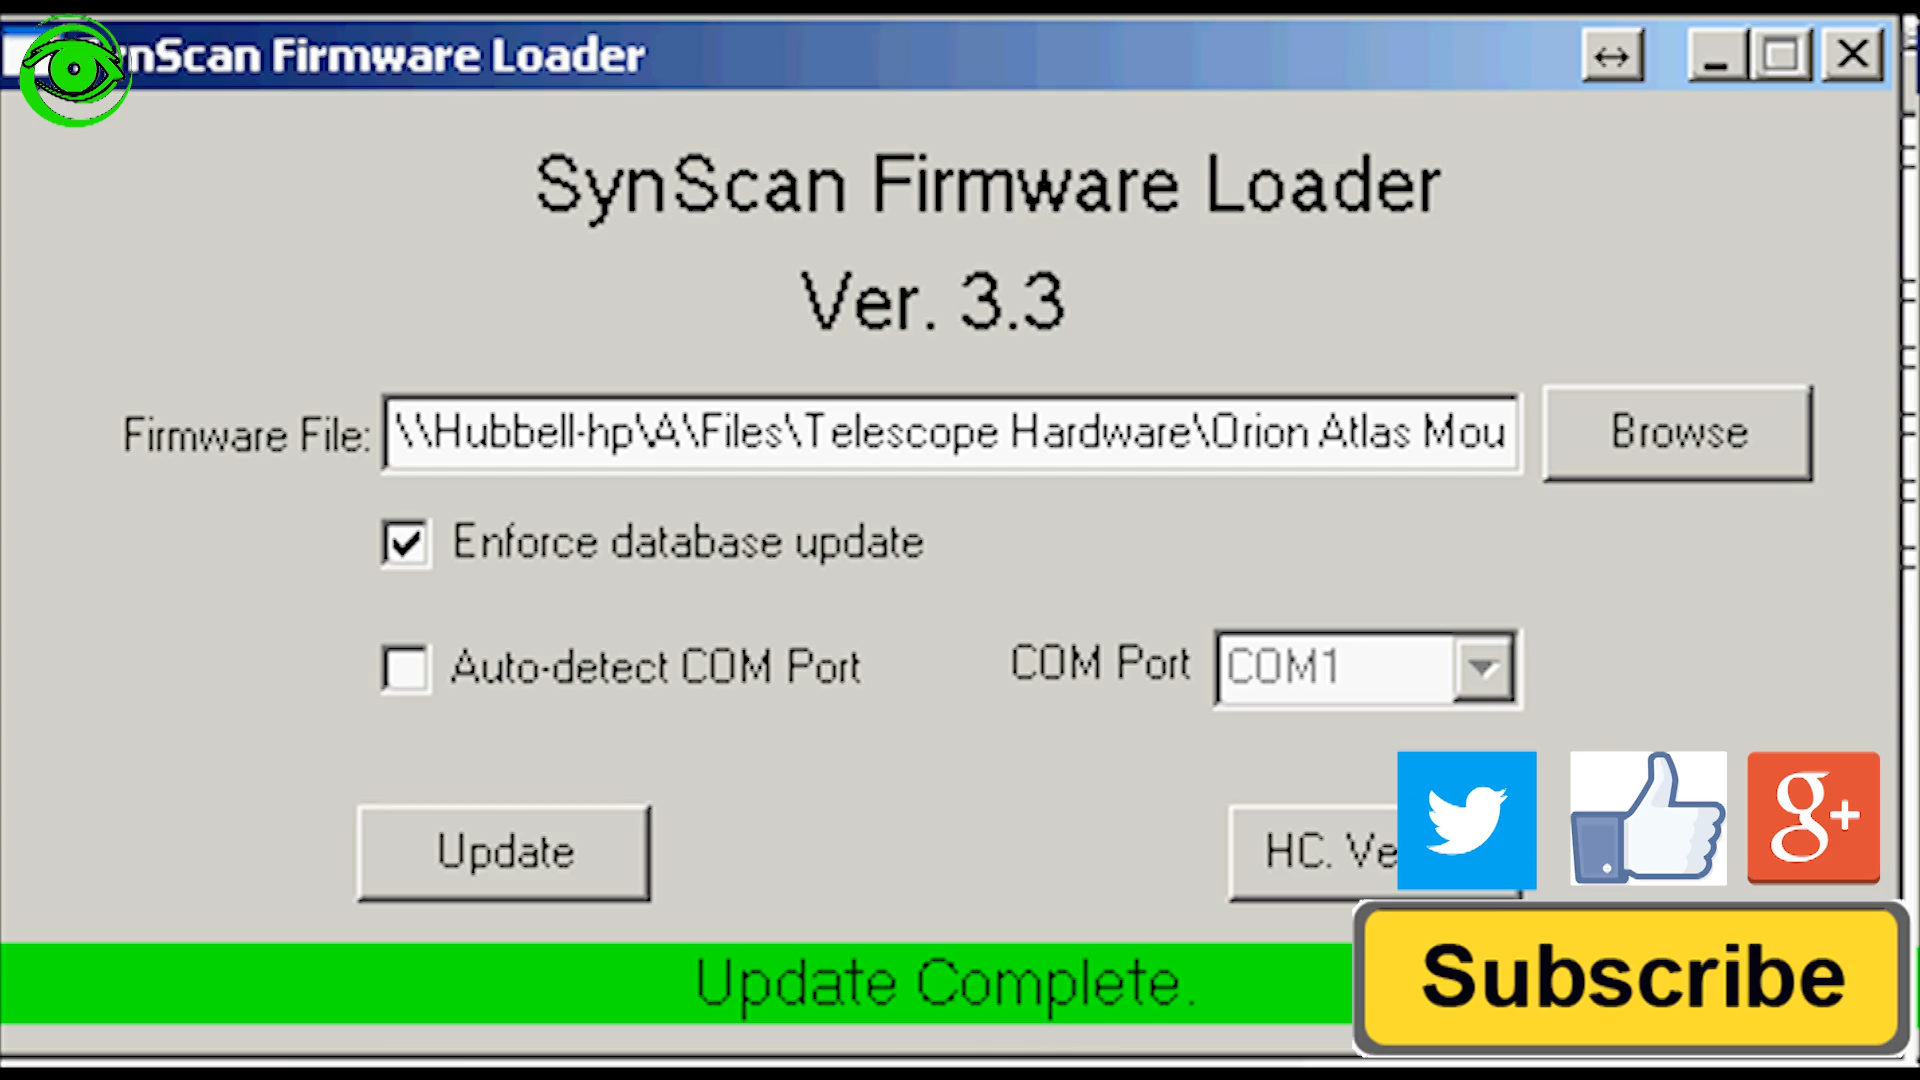 SynScan Firmware Loader
SynScan Firmware Loader
Ver. 3.3
Firmware File: \\Hubbell-hp\A\Files\Telescope Hardware\Orion Atlas Mou Browse
Enforce database update
Auto-detect COM Port COM Port COM1
Update HC. Ve
g+
Update Complete.
Subscribe